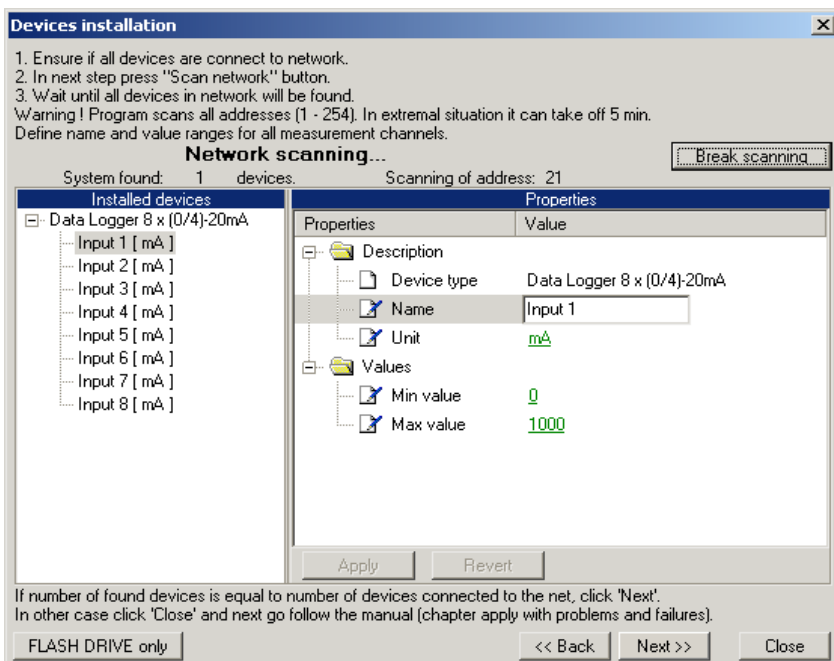 Devices installation
1. Ensure if all devices are connect to network.
2. In next step press "Scan network" button.
3. Wait until all devices in network will be found.
Warning ! Program scans all addresses (1 - 254). In extremal situation it can take off 5 min.
Define name and value ranges for all measurement channels.
Network scanning...
Break scanning
System found: 1 devices. Scanning of address: 21
Installed devices
Data Logger 8 x (0/4)-20mA
Input 1 [ mA ]
Input 2 [ mA ]
Input 3 [ mA ]
Input 4 [ mA ]
Input 5 [ mA ]
Input 6 [ mA ]
Input 7 [ mA ]
Input 8 [ mA ]
Properties
Properties Value
Description
Device type Data Logger 8 x (0/4)-20mA
Name Input 1
Unit mA
Values
Min value 0
Max value 1000
Apply Revert
If number of found devices is equal to number of devices connected to the net, click 'Next'.
In other case click 'Close' and next go follow the manual (chapter apply with problems and failures).
FLASH DRIVE only << Back Next >> Close